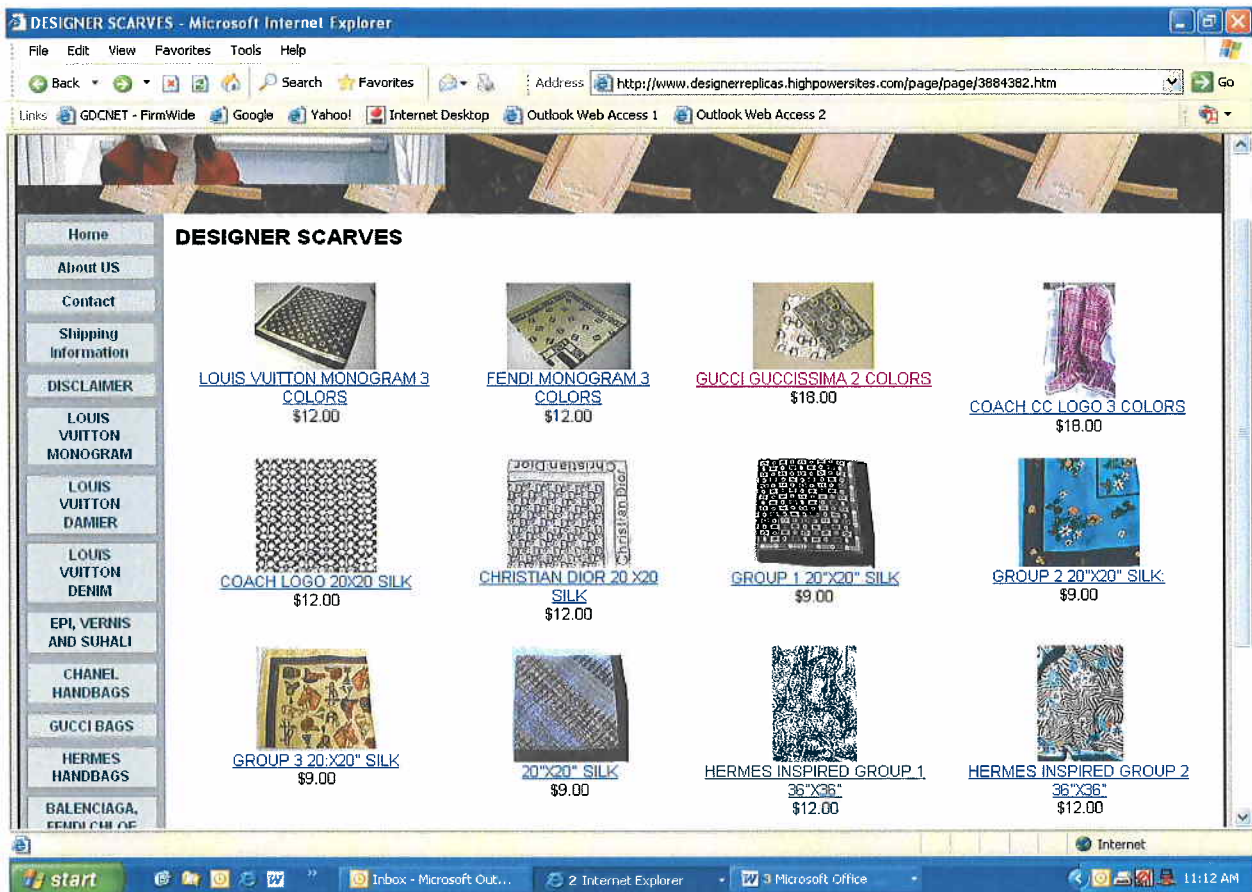 DESIGNER SCARVES - Microsoft Internet Explorer
File Edit View Favorites Tools Help
Back Search Favorites Address http://www.designerreplicas.highpowersites.com/page/page/3884382.htm Go
Links GDCNET - FirmWide Google Yahoo! Internet Desktop Outlook Web Access 1 Outlook Web Access 2
Home
About US
Contact
Shipping
Information
DISCLAIMER
LOUIS
VUITTON
MONOGRAM
LOUIS
VUITTON
DAMIER
LOUIS
VUITTON
DENIM
EPI, VERNIS
AND SUHALI
CHANEL
HANDBAGS
GUCCI BAGS
HERMES
HANDBAGS
BALENCIAGA,
FENDI CHLOE
DESIGNER SCARVES
LOUIS VUITTON MONOGRAM 3
COLORS
$12.00
FENDI MONOGRAM 3
COLORS
$12.00
GUCCI GUCCISSIMA 2 COLORS
$18.00
COACH CC LOGO 3 COLORS
$18.00
COACH LOGO 20X20 SILK
$12.00
Christian Dior
Christian Dior
CHRISTIAN DIOR 20 X20
SILK
$12.00
GROUP 1 20"X20" SILK
$9.00
GROUP 2 20"X20" SILK:
$9.00
GROUP 3 20:X20" SILK
$9.00
20"X20" SILK
$9.00
HERMES INSPIRED GROUP 1
36"X36"
$12.00
HERMES INSPIRED GROUP 2
36"X36"
$12.00
Internet
start Inbox - Microsoft Out... 2 Internet Explorer 3 Microsoft Office 11:12 AM